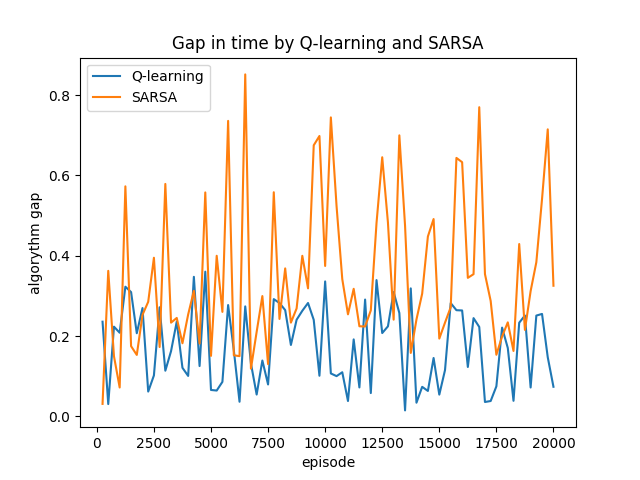 Gap in time by Q-learning and SARSA
Q-learning
SARSA
algorythm gap
0.8
0.6
0.4
0.2
0.0
0 2500 5000 7500 10000 12500 15000 17500 20000
episode